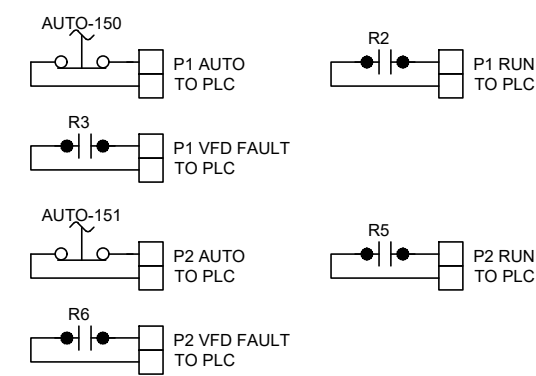 AUTO-150
P1 AUTO
TO PLC
R2
P1 RUN
TO PLC
R3
P1 VFD FAULT
TO PLC
AUTO-151
P2 AUTO
TO PLC
R5
P2 RUN
TO PLC
R6
P2 VFD FAULT
TO PLC